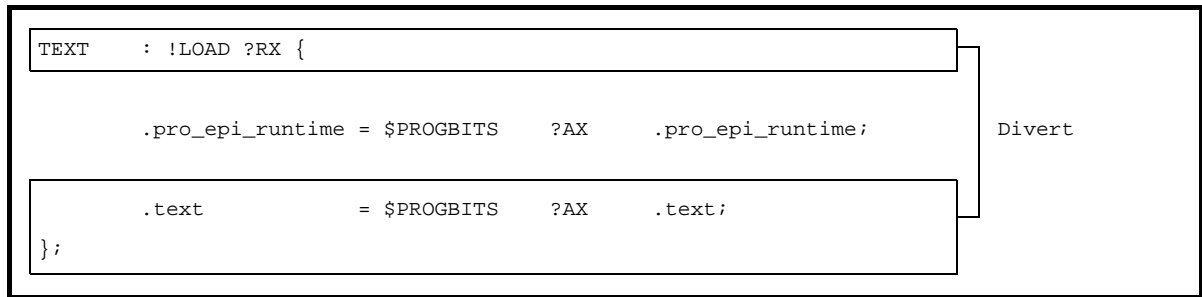 TEXT : !LOAD ?RX {
.pro_epi_runtime = $PROGBITS ?AX .pro_epi_runtime; Divert
.text = $PROGBITS ?AX .text;
};